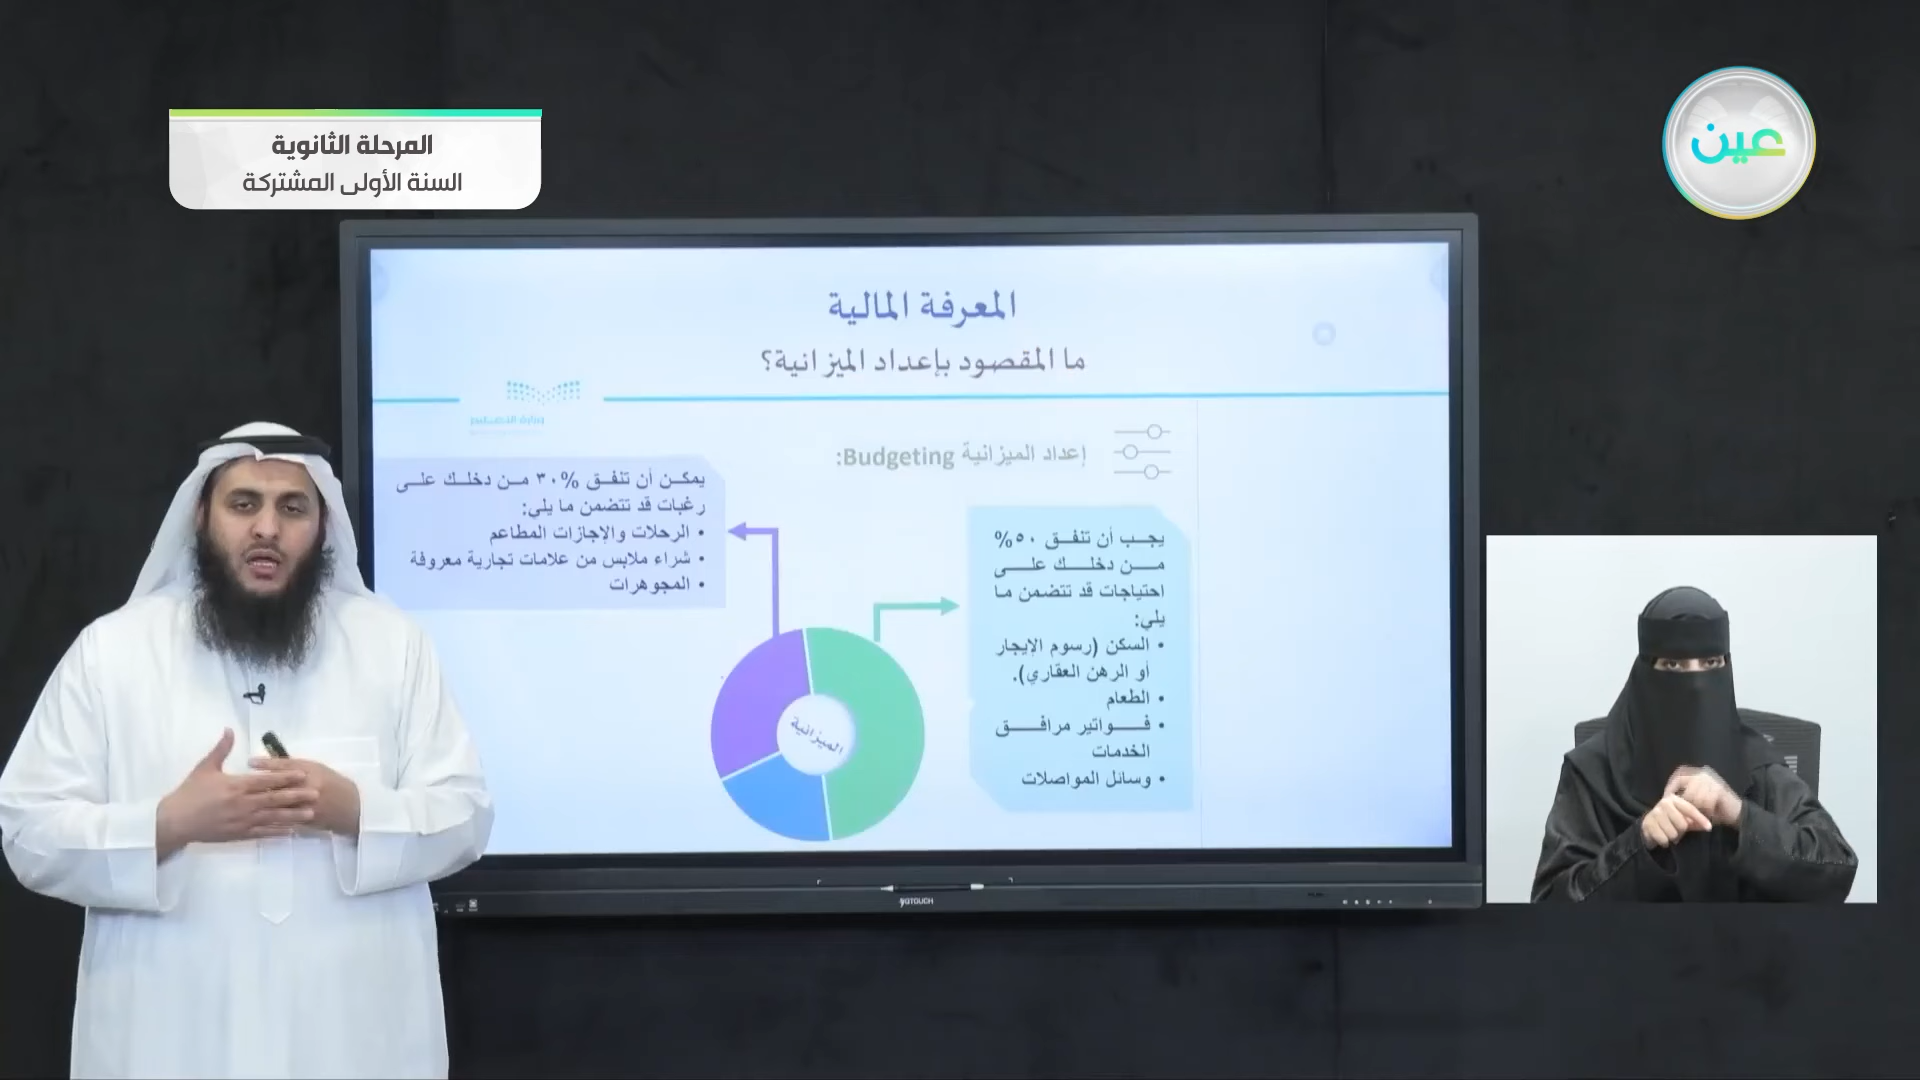 المرحلة الثانوية
السنة الأولى المشتركة
عين
المعرفة المالية
ما المقصود بإعداد الميزانية؟
وزارة التعليم
إعداد الميزانية Budgeting:
يجب أن تنفق ٥٠%
من دخلك على
احتياجات قد تتضمن ما
يلي:
• السكن (رسوم الإيجار
أو الرهن العقاري).
• الطعام
• فواتير مرافق
الخدمات
• وسائل المواصلات
يمكن أن تنفق ٣٠% من دخلك على
رغبات قد تتضمن ما يلي:
• الرحلات والإجازات المطاعم
• شراء ملابس من علامات تجارية معروفة
• المجوهرات
الميزانية